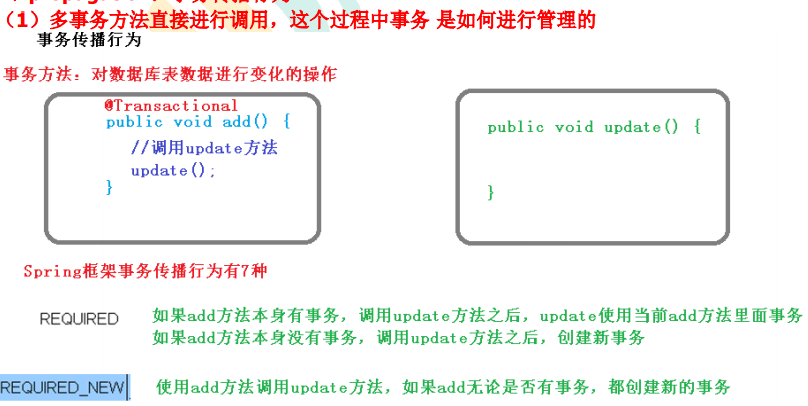 （1）多事务方法直接进行调用，这个过程中事务 是如何进行管理的
事务传播行为
事务方法：对数据库表数据进行变化的操作
@Transactional
public void add() {
//调用update方法
update();
}
public void update() {
}
Spring框架事务传播行为有7种
REQUIRED
如果add方法本身有事务，调用update方法之后，update使用当前add方法里面事务
如果add方法本身没有事务，调用update方法之后，创建新事务
REQUIRED_NEW
使用add方法调用update方法，如果add无论是否有事务，都创建新的事务